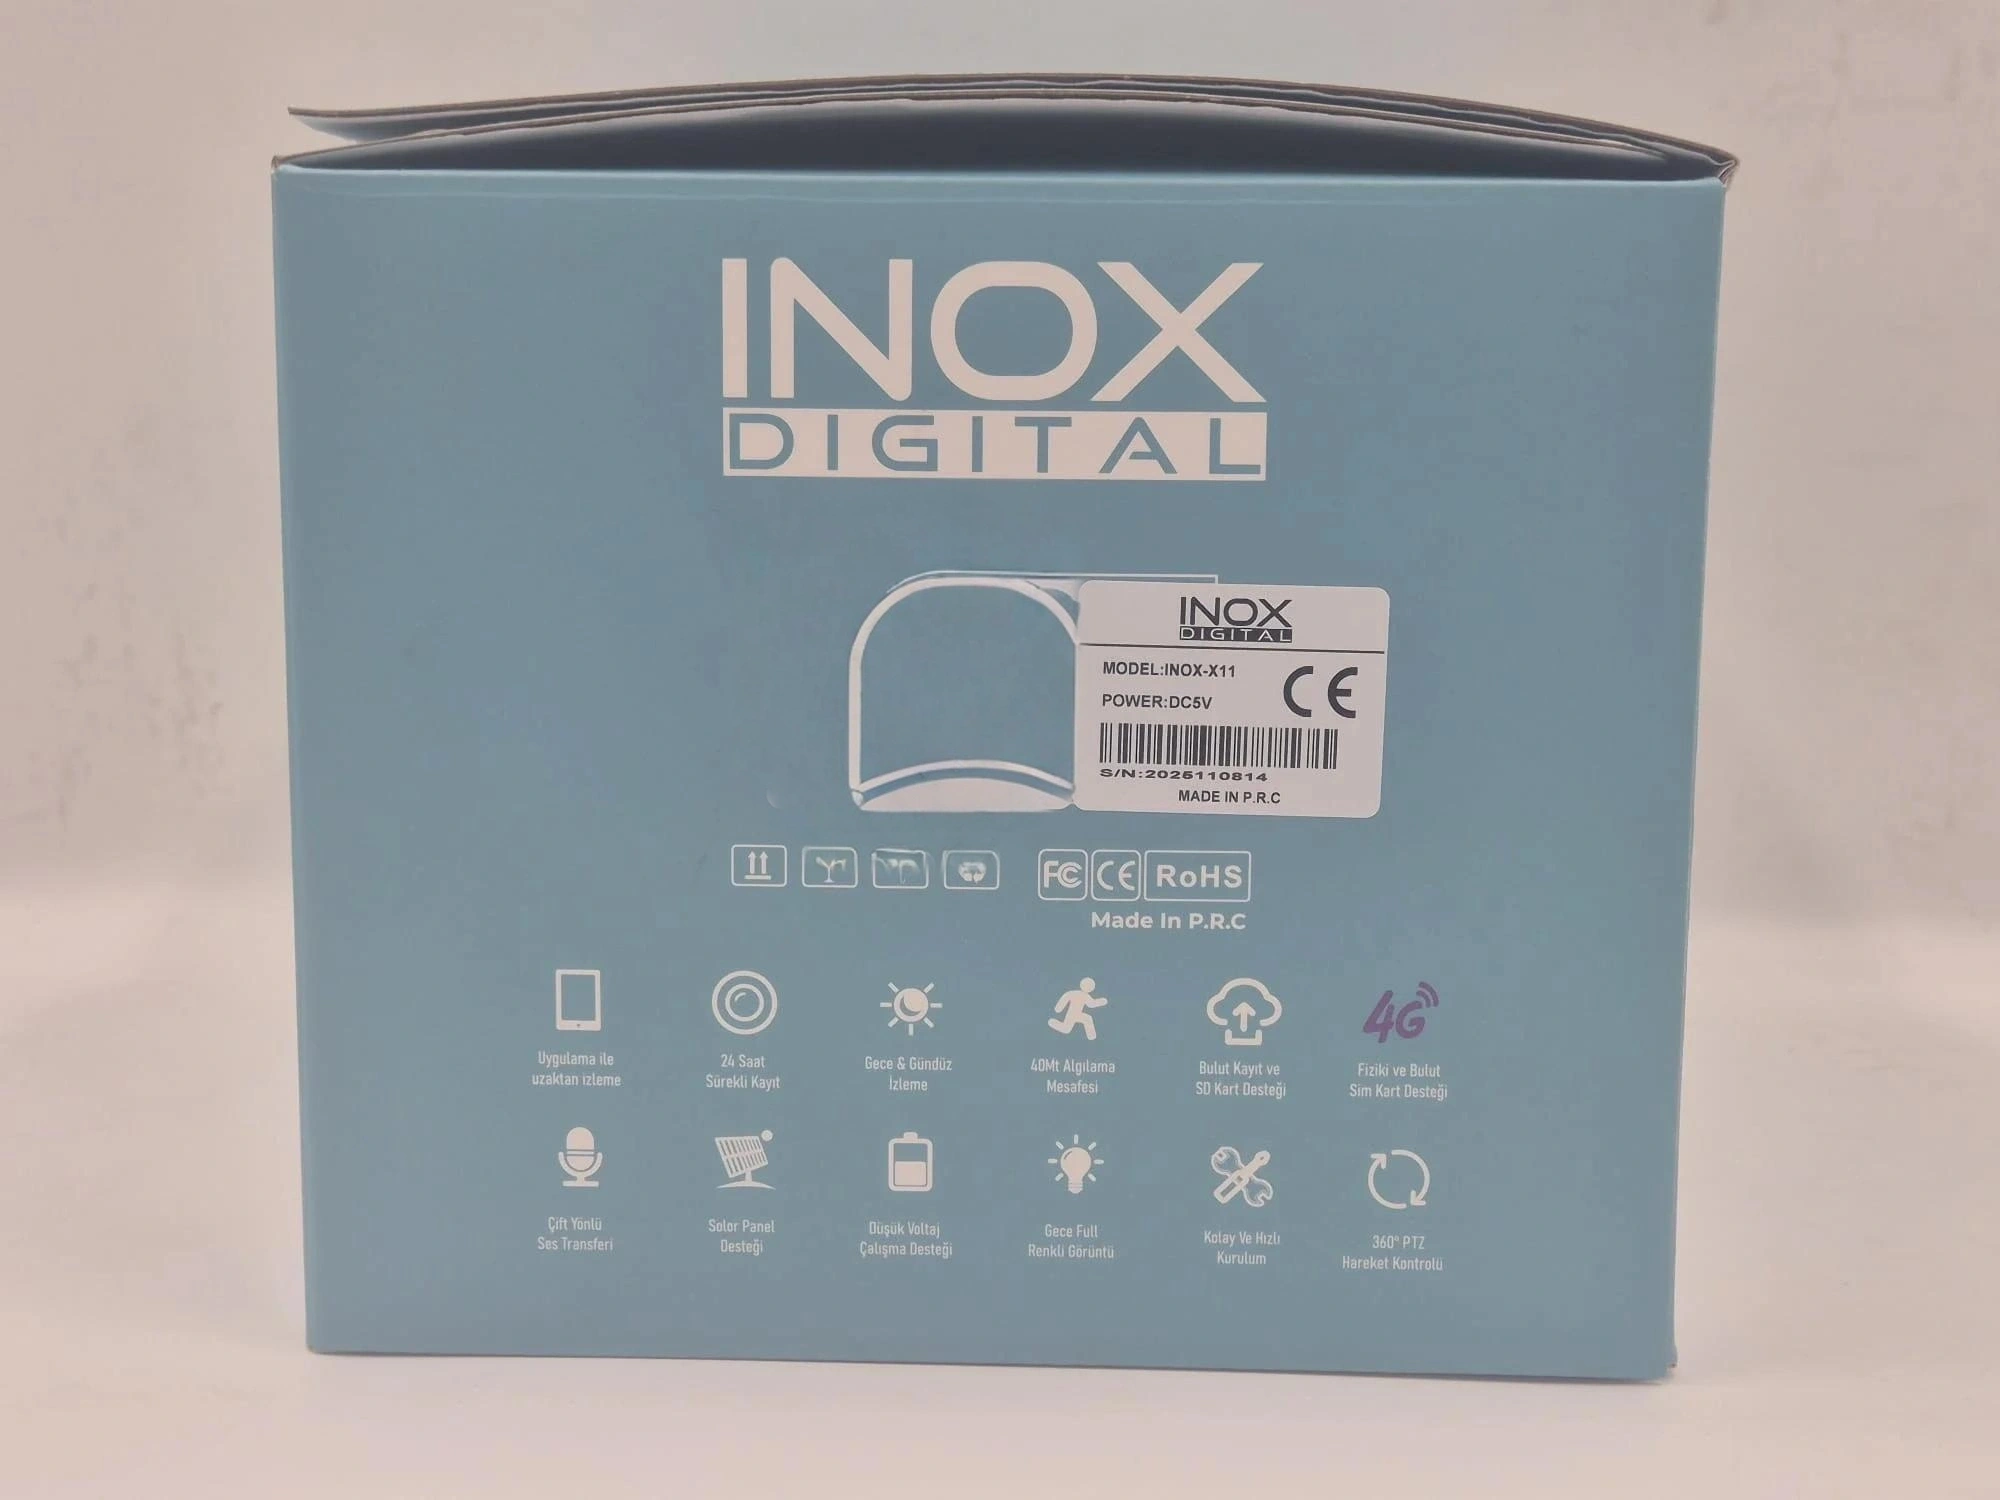 INOX
DIGITAL
INOX
DIGITAL
MODEL:INOX-X11
POWER:DC5V
CE
S/N:2025110814
MADE IN P.R.C
FC CE RoHS
Made In P.R.C
4G
Uygulama ile
uzaktan izleme
24 Saat
Sürekli Kayıt
Gece & Gündüz
İzleme
40Mt Algılama
Mesafesi
Bulut Kayıt ve
SD Kart Desteği
Fiziki ve Bulut
Sim Kart Desteği
Çift Yönlü
Ses Transferi
Solor Panel
Desteği
Düşük Voltaj
Çalışma Desteği
Gece Full
Renkli Görüntü
Kolay Ve Hızlı
Kurulum
360° PTZ
Hareket Kontrolü